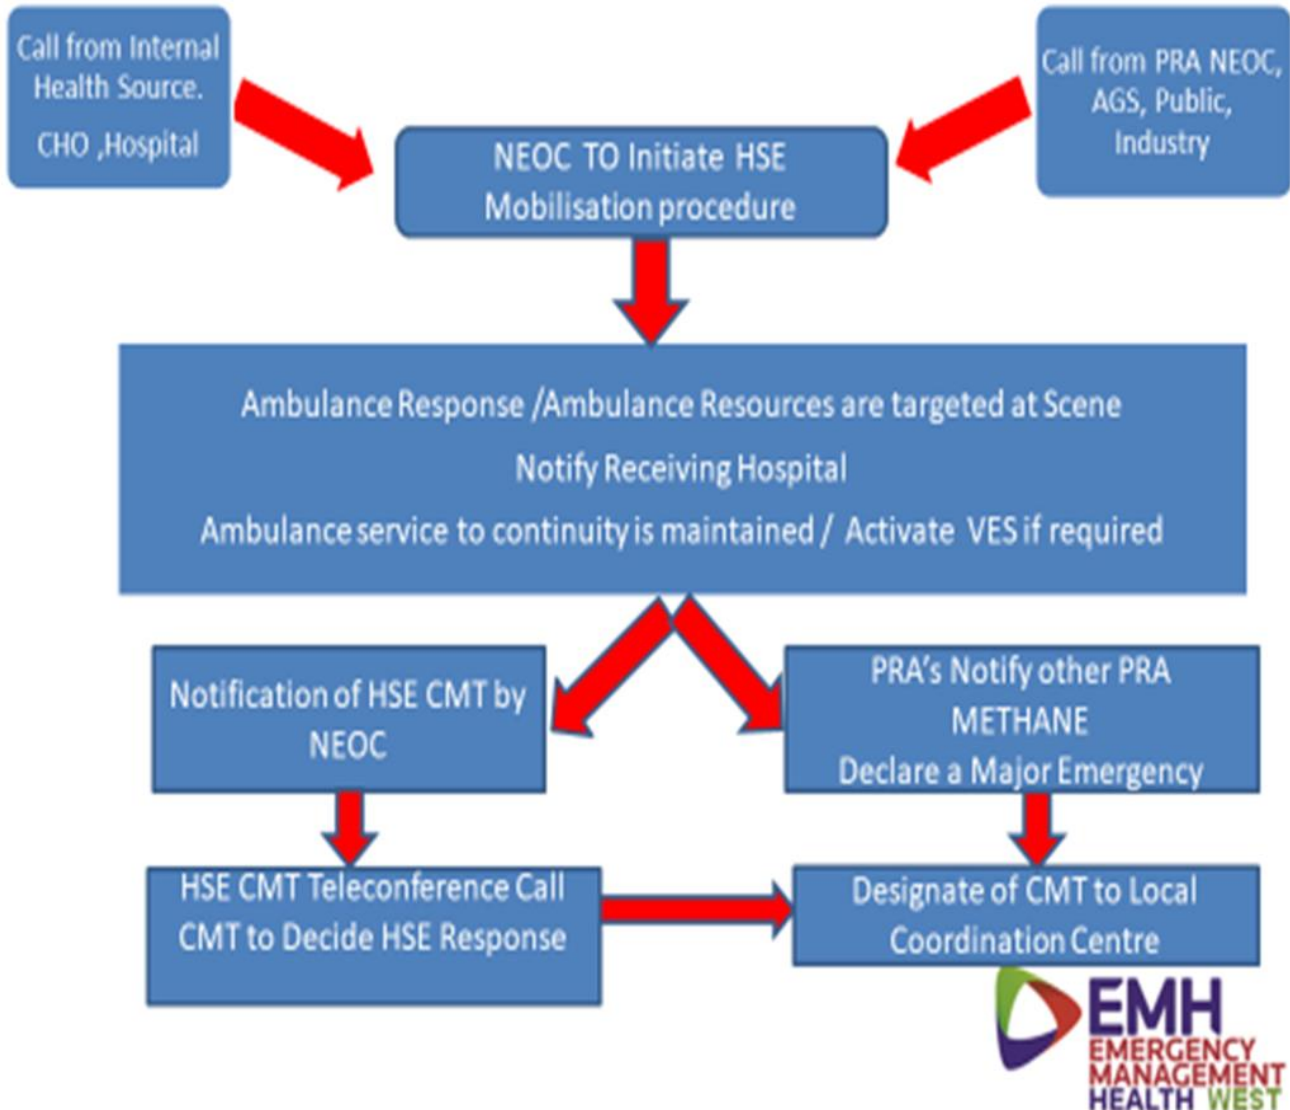 Call from Internal
Health Source.
CHO ,Hospital
Call from PRA NEOC,
AGS, Public,
Industry
NEOC TO Initiate HSE
Mobilisation procedure
Ambulance Response /Ambulance Resources are targeted at Scene
Notify Receiving Hospital
Ambulance service to continuity is maintained / Activate VES if required
Notification of HSE CMT by
NEOC
PRA's Notify other PRA
METHANE
Declare a Major Emergency
HSE CMT Teleconference Call
CMT to Decide HSE Response
Designate of CMT to Local
Coordination Centre
EMH
EMERGENCY
MANAGEMENT
HEALTH WEST